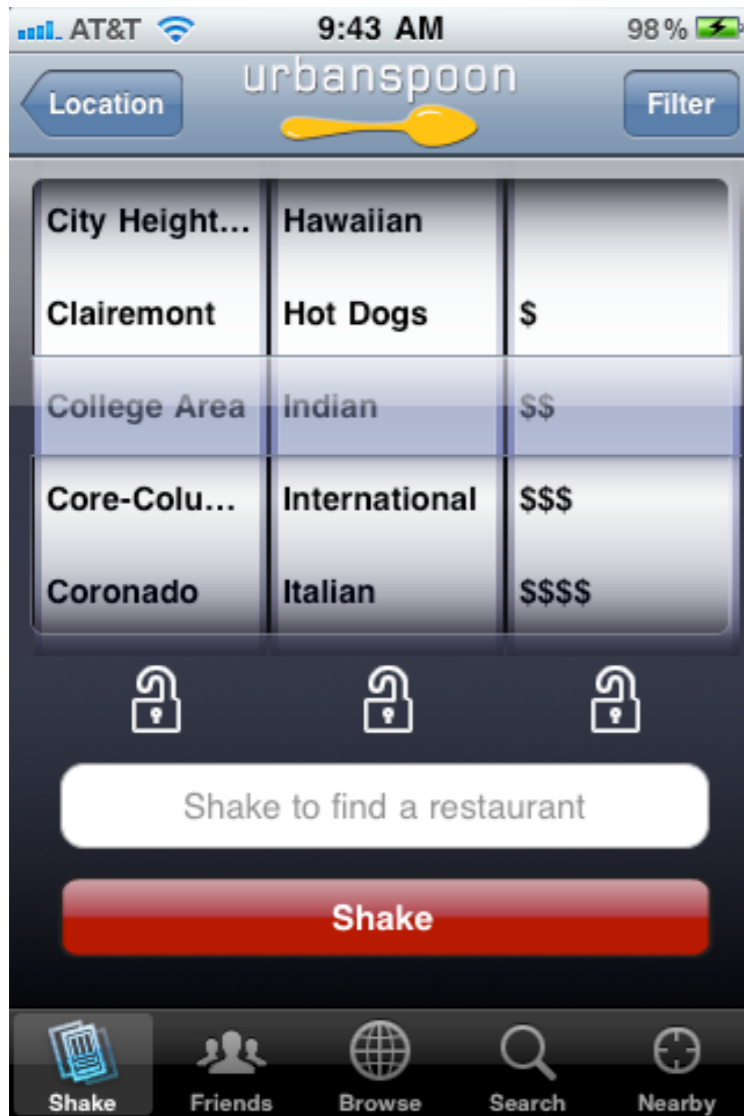 AT&T 9:43 AM 98%
Location urbanspoon Filter
City Height... Hawaiian
Clairemont Hot Dogs $
College Area Indian $$
Core-Colu... International $$$
Coronado Italian $$$$
Shake to find a restaurant
Shake
Shake Friends Browse Search Nearby